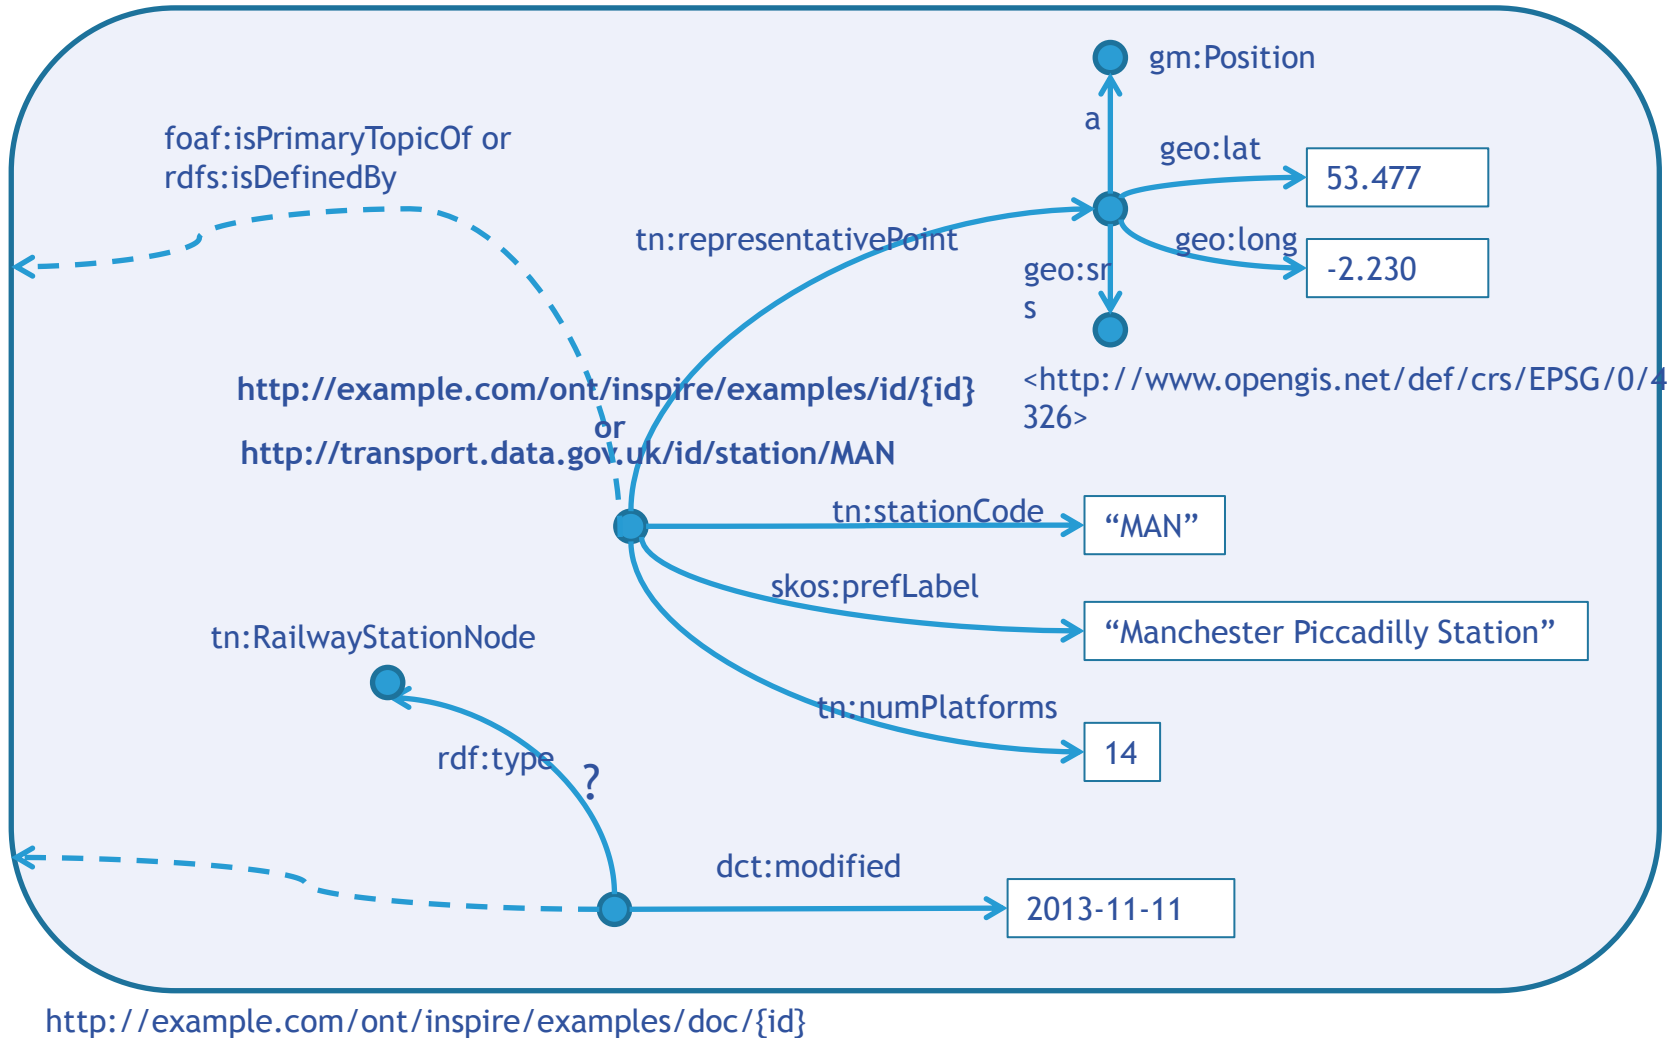 gm:Position
a
foaf:isPrimaryTopicOf or
rdfs:isDefinedBy
geo:lat
53.477
tn:representativePoint
geo:long
geo:sr
s
-2.230
<http://www.opengis.net/def/crs/EPSG/0/4
326>
http://example.com/ont/inspire/examples/id/{id}
or
http://transport.data.gov.uk/id/station/MAN
tn:stationCode
“MAN”
skos:prefLabel
“Manchester Piccadilly Station”
tn:RailwayStationNode
tn:numPlatforms
14
rdf:type
?
dct:modified
2013-11-11
http://example.com/ont/inspire/examples/doc/{id}